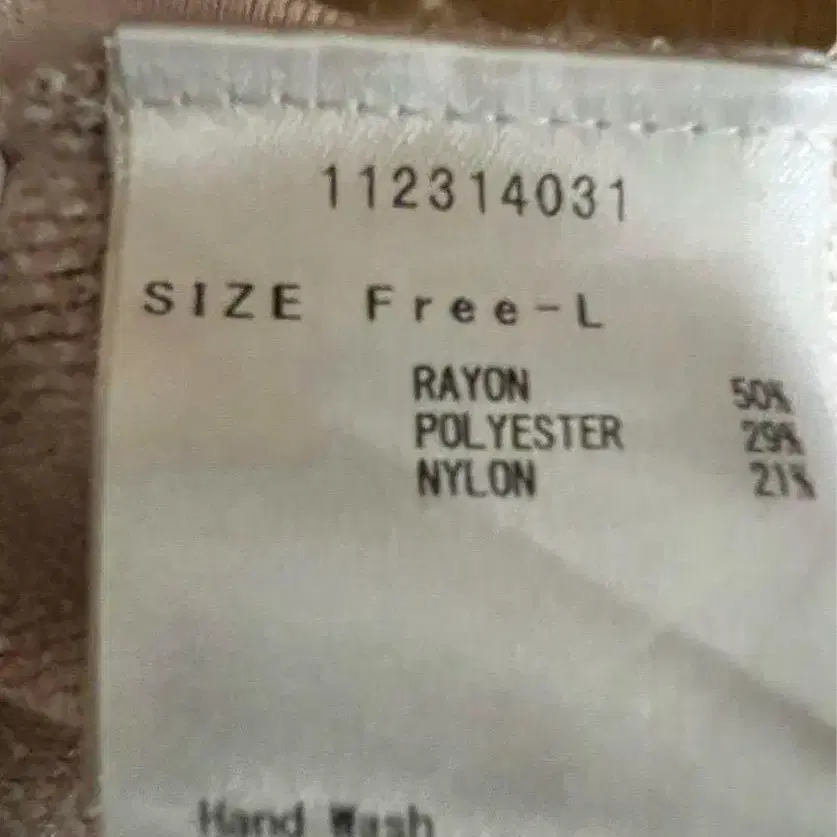 112314031
SIZE Free-L
RAYON 50%
POLYESTER 29%
NYLON 21%
Hand Wash